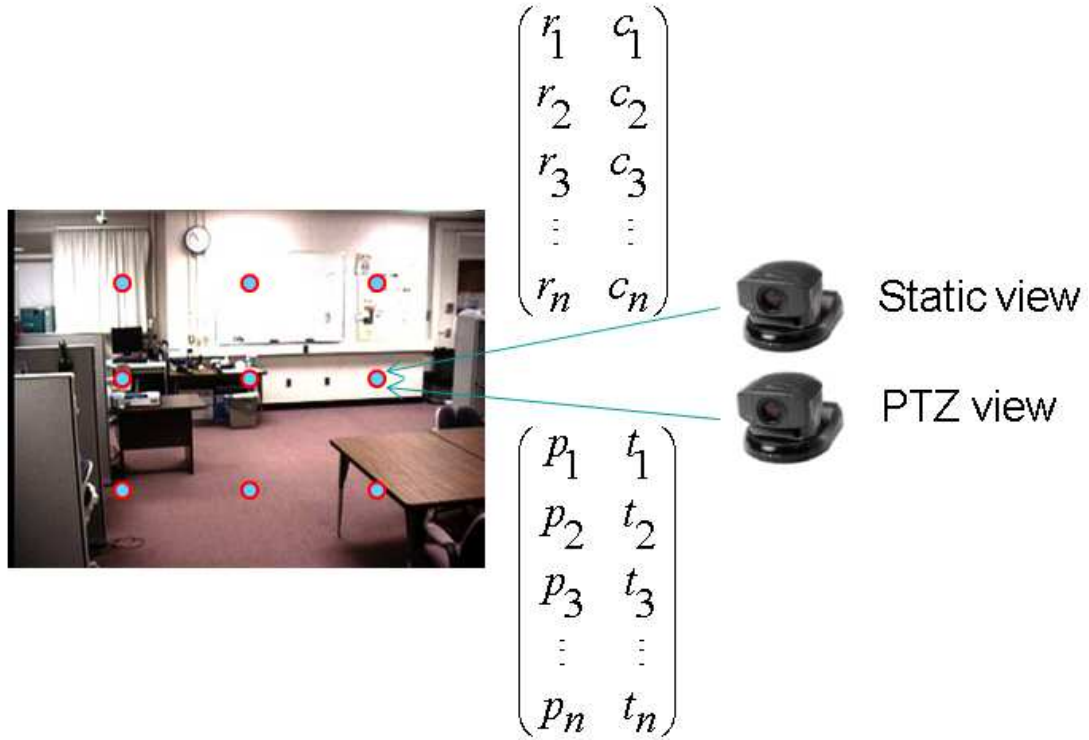 r1 c1
r2 c2
r3 c3
⋮ ⋮
rn cn
Static view
PTZ view
p1 t1
p2 t2
p3 t3
⋮ ⋮
pn tn